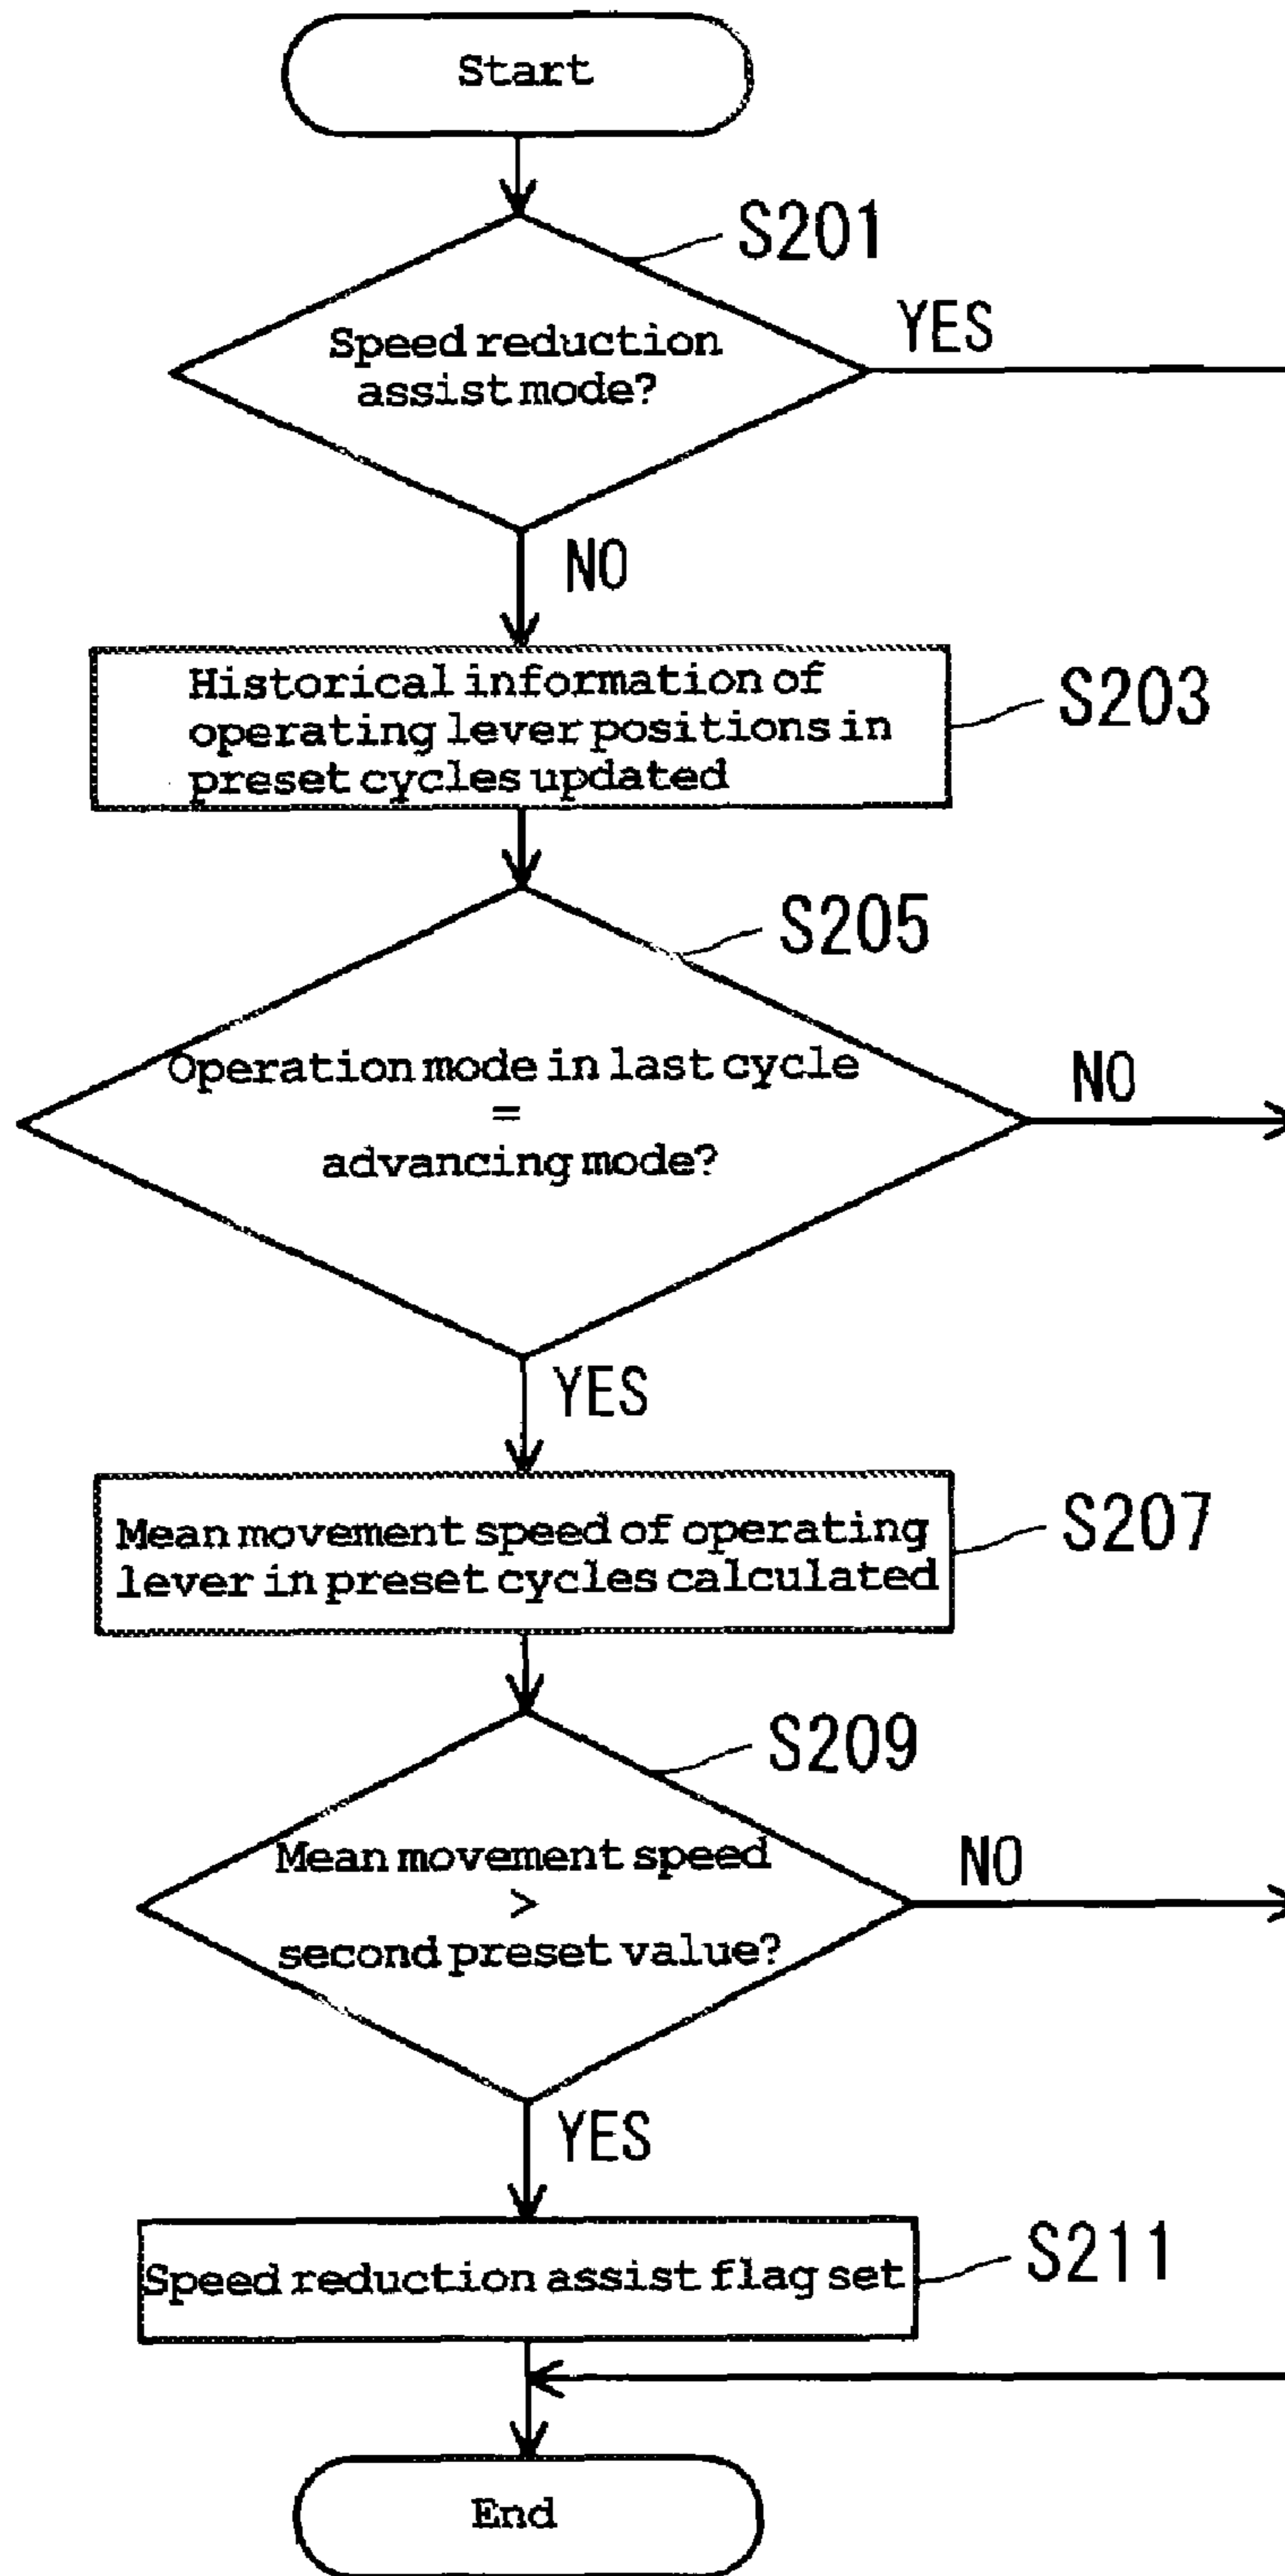 Start
S201
YES
Speed reduction
assist mode?
NO
Historical information of
operating lever positions in
preset cycles updated
S203
S205
Operation mode in last cycle
=
advancing mode?
NO
YES
Mean movement speed of operating
lever in preset cycles calculated
S207
S209
Mean movement speed
>
second preset value?
NO
YES
Speed reduction assist flag set
S211
End